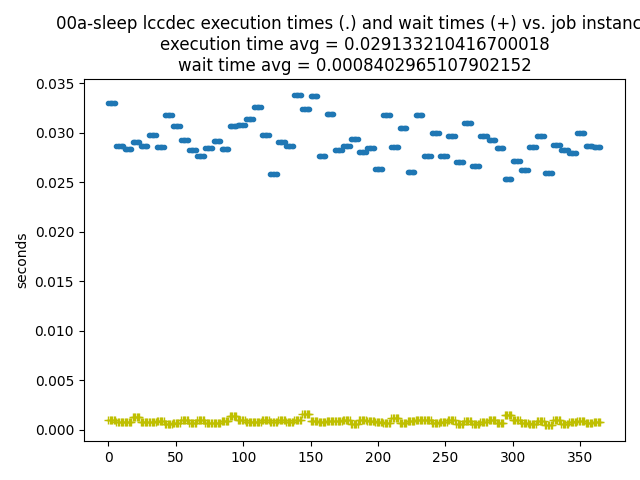 00a-sleep lccdec execution times (.) and wait times (+) vs. job instanc
execution time avg = 0.029133210416700018
wait time avg = 0.0008402965107902152
0.035
0.030
0.025
0.020
0.015
0.010
0.005
0.000
seconds
0 50 100 150 200 250 300 350